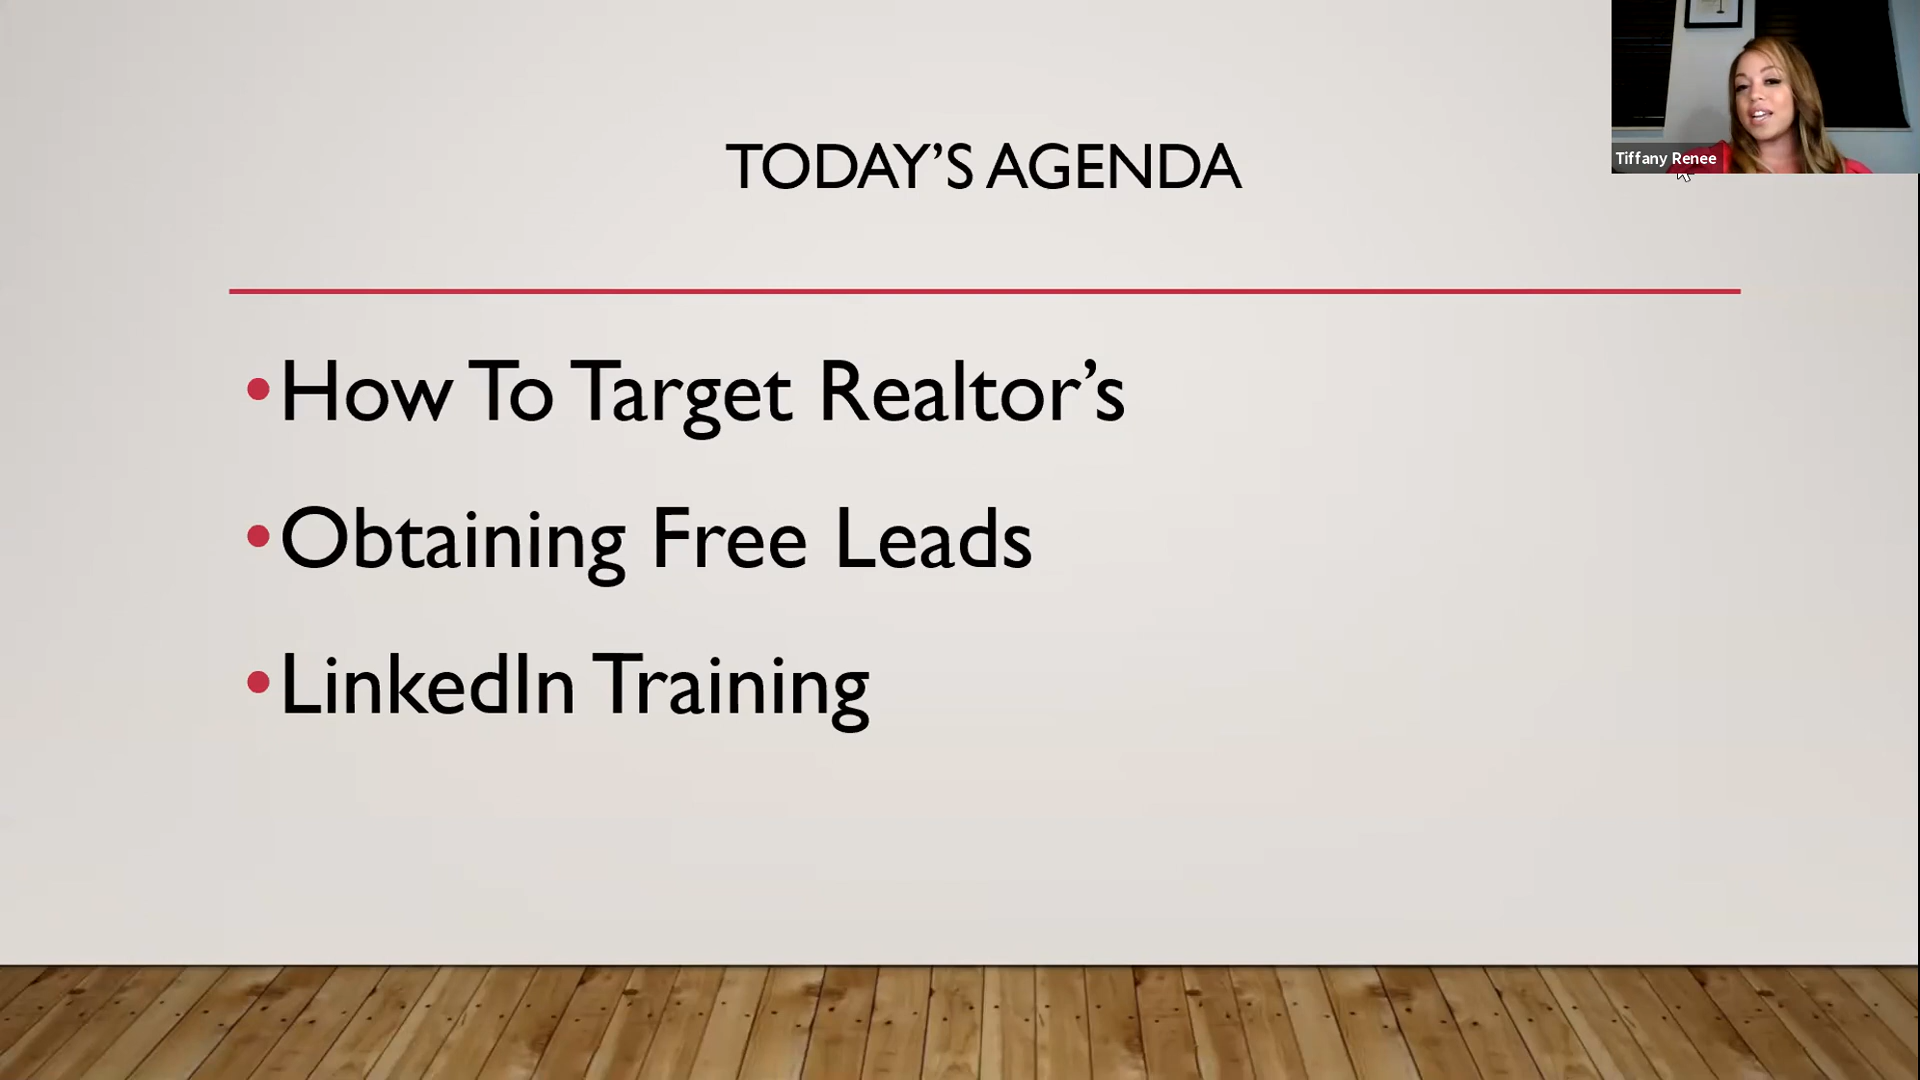 Tiffany Renee
TODAY’S AGENDA
•How To Target Realtor’s
•Obtaining Free Leads
•LinkedIn Training